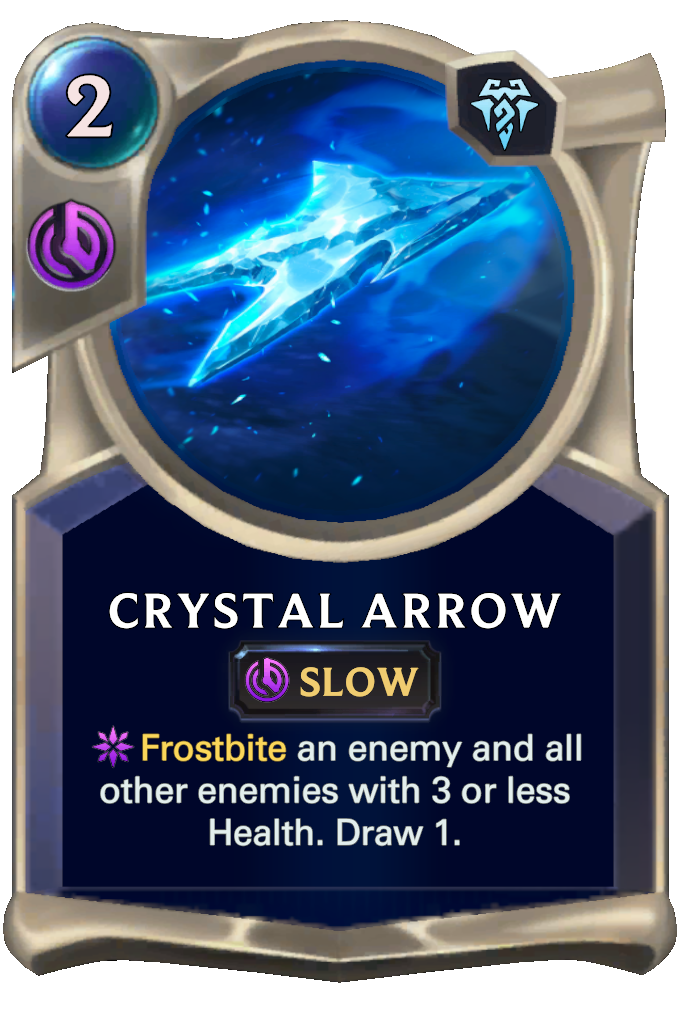 2
CRYSTAL ARROW
SLOW
Frostbite an enemy and all
other enemies with 3 or less
Health. Draw 1.